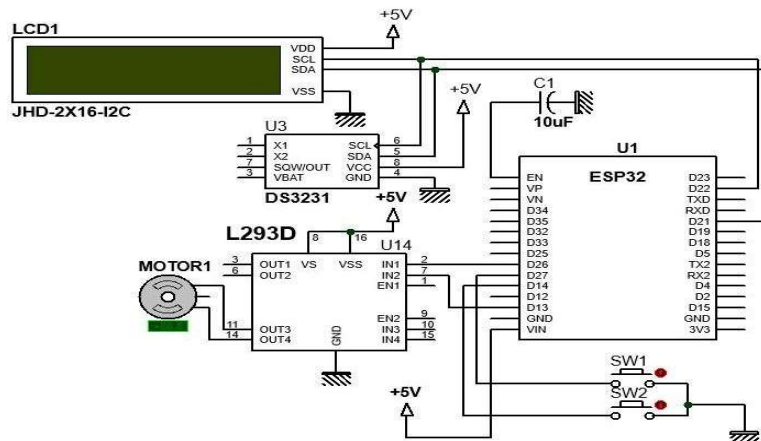 LCD1
+5V
VDD
SCL
SDA
VSS
JHD-2X16-I2C
U3
1 X1
2 X2
7 SQW/OUT
3 VBAT
SCL 6
SDA 5
VCC 8
GND 4
DS3231
+5V
C1
10uF
U1
ESP32
EN
VP
VN
D34
D35
D32
D33
D25
D26
D27
D14
D12
D13
GND
VIN
D23
D22
TXD
RXD
D21
D19
D18
D5
TX2
RX2
D4
D2
D15
GND
3V3
+5V
L293D
U14
8
16
VS
VSS
3 OUT1
6 OUT2
11 OUT3
14 OUT4
GND
IN1 2
IN2 7
EN1 1
EN2 9
IN3 10
IN4 15
MOTOR1
+5V
SW1
SW2